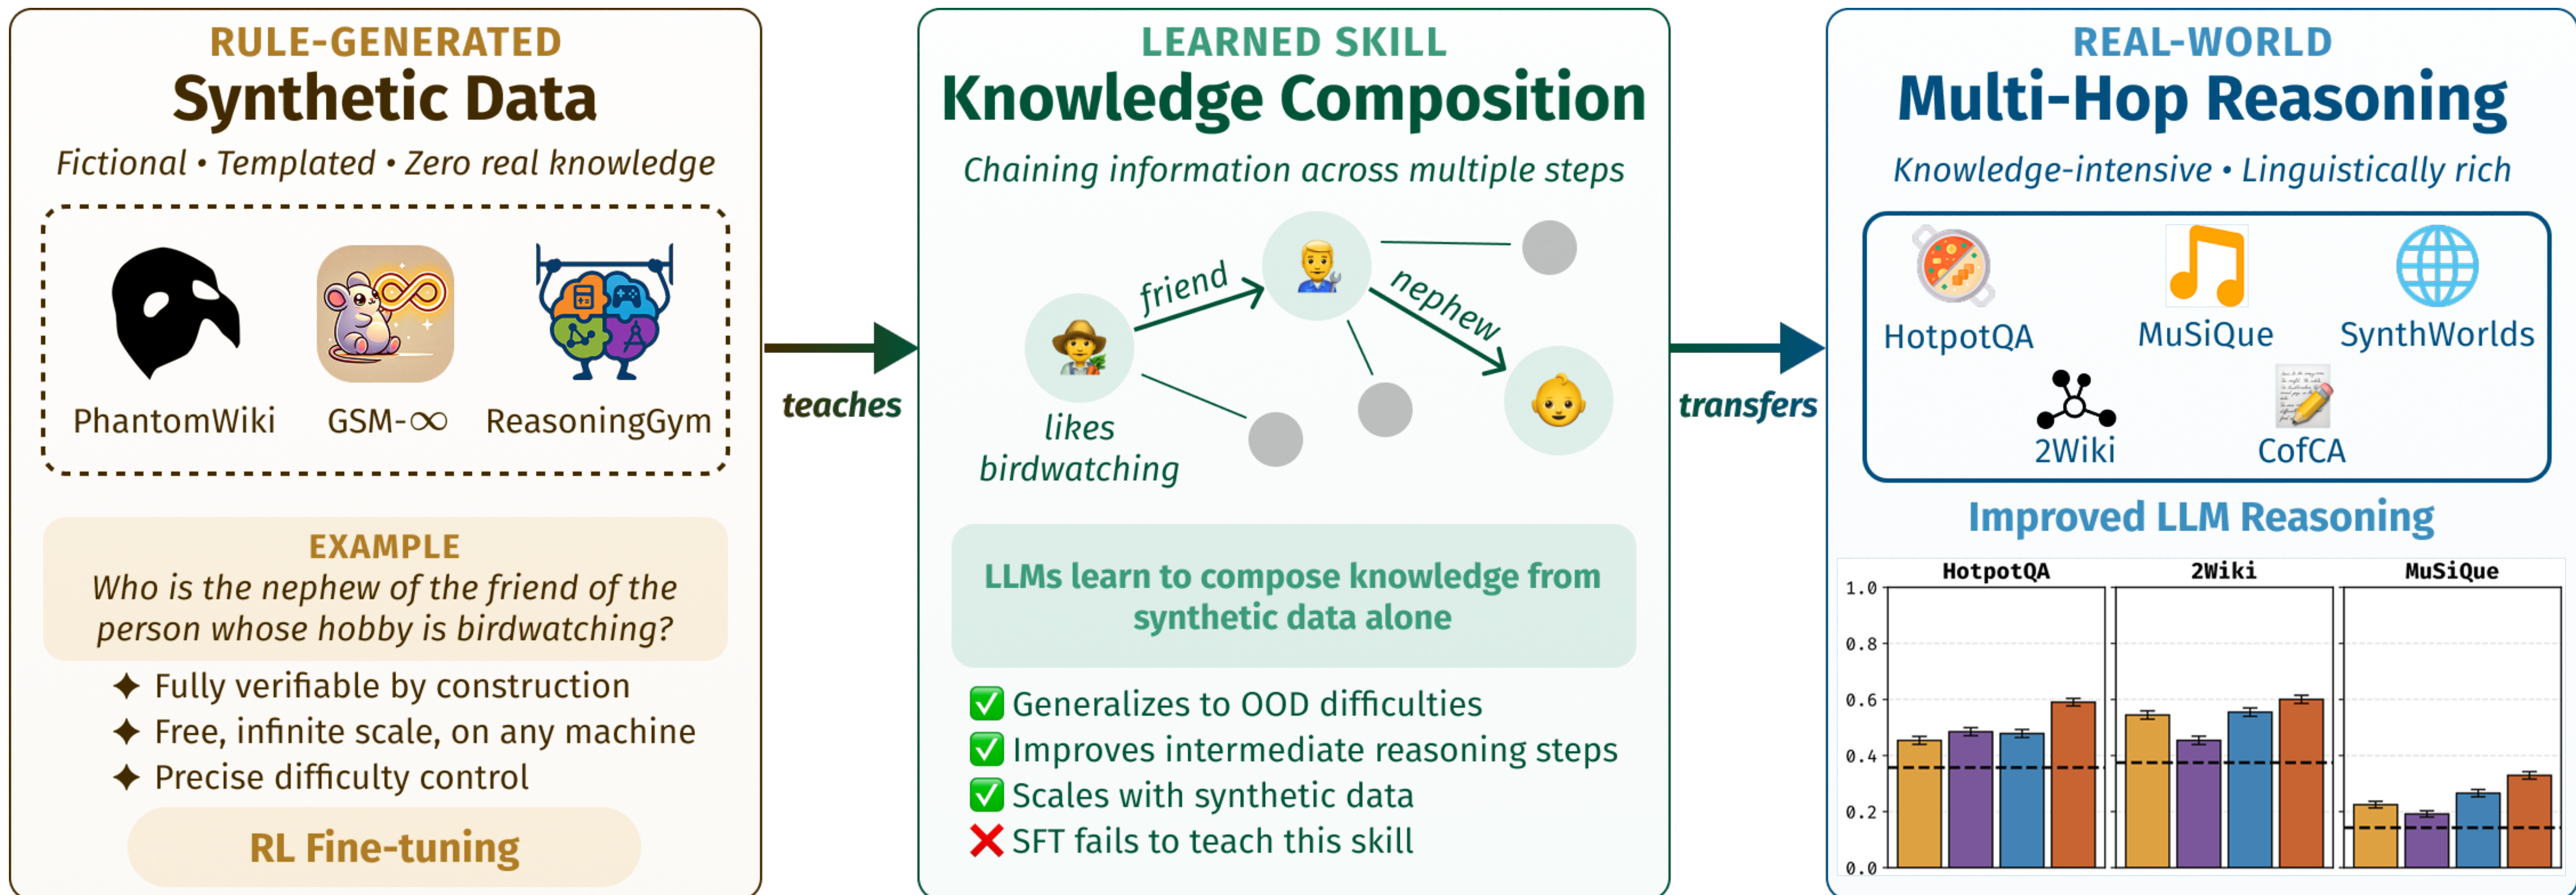 RULE-GENERATED
Synthetic Data
Fictional • Templated • Zero real knowledge
PhantomWiki
GSM-∞
ReasoningGym
EXAMPLE
Who is the nephew of the friend of the
person whose hobby is birdwatching?
✦ Fully verifiable by construction
✦ Free, infinite scale, on any machine
✦ Precise difficulty control
RL Fine-tuning
teaches
LEARNED SKILL
Knowledge Composition
Chaining information across multiple steps
friend
nephew
likes
birdwatching
LLMs learn to compose knowledge from
synthetic data alone
✅ Generalizes to OOD difficulties
✅ Improves intermediate reasoning steps
✅ Scales with synthetic data
❌ SFT fails to teach this skill
transfers
REAL-WORLD
Multi-Hop Reasoning
Knowledge-intensive • Linguistically rich
HotpotQA
MuSiQue
SynthWorlds
2Wiki
CofCA
Improved LLM Reasoning
HotpotQA
2Wiki
MuSiQue
1.0
0.8
0.6
0.4
0.2
0.0